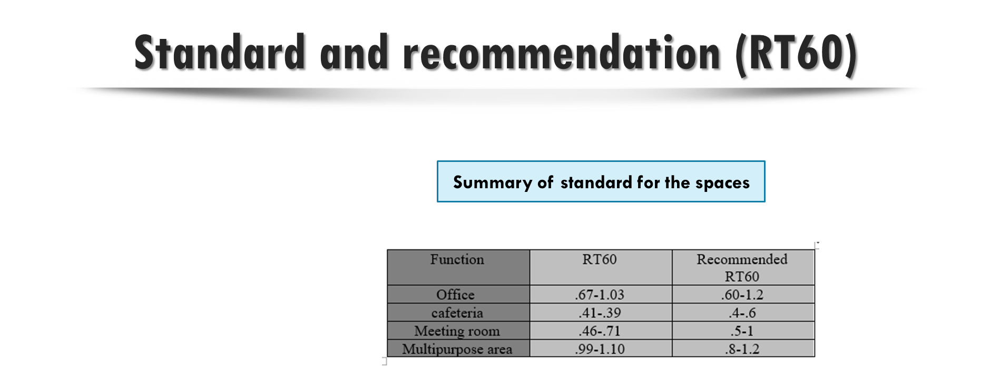 Standard and recommendation (RT60)
Summary of standard for the spaces
Function RT60 Recommended
RT60
Office .67-1.03 .60-1.2
cafeteria .41-.39 .4-.6
Meeting room .46-.71 .5-1
Multipurpose area .99-1.10 .8-1.2